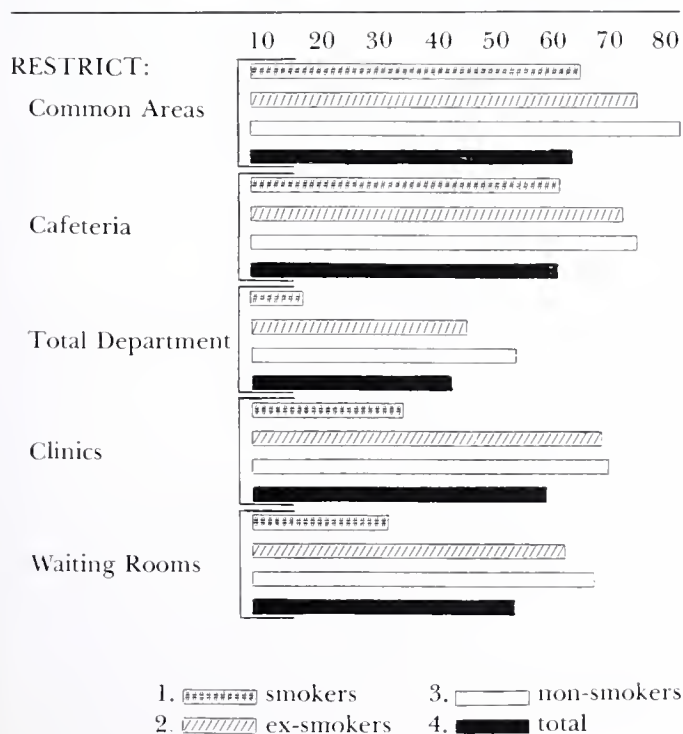 10 20 30 40 50 60 70 80
RESTRICT:
Common Areas
Cafeteria
Total Department
Clinics
Waiting Rooms
1. smokers 3. non-smokers
2. ex-smokers 4. total